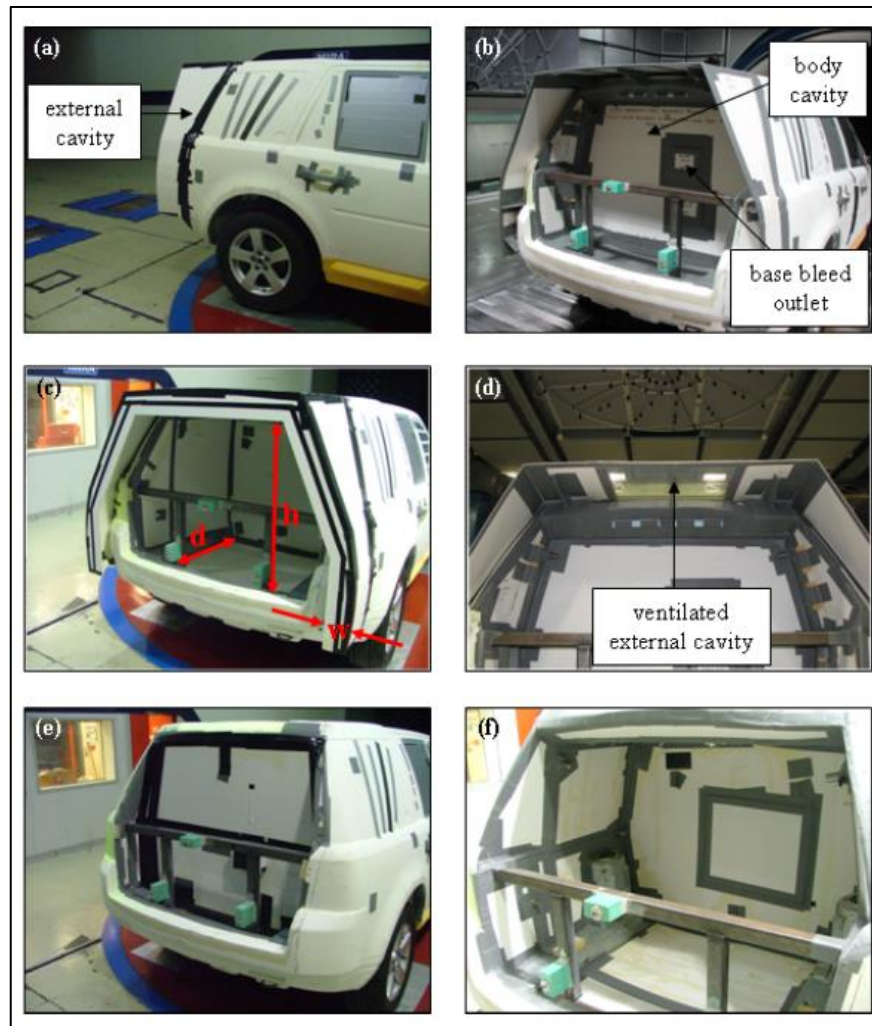 (a)
external
cavity
(b)
body
cavity
base bleed
outlet
(c)
h
d
w
(d)
ventilated
external cavity
(e)
(f)